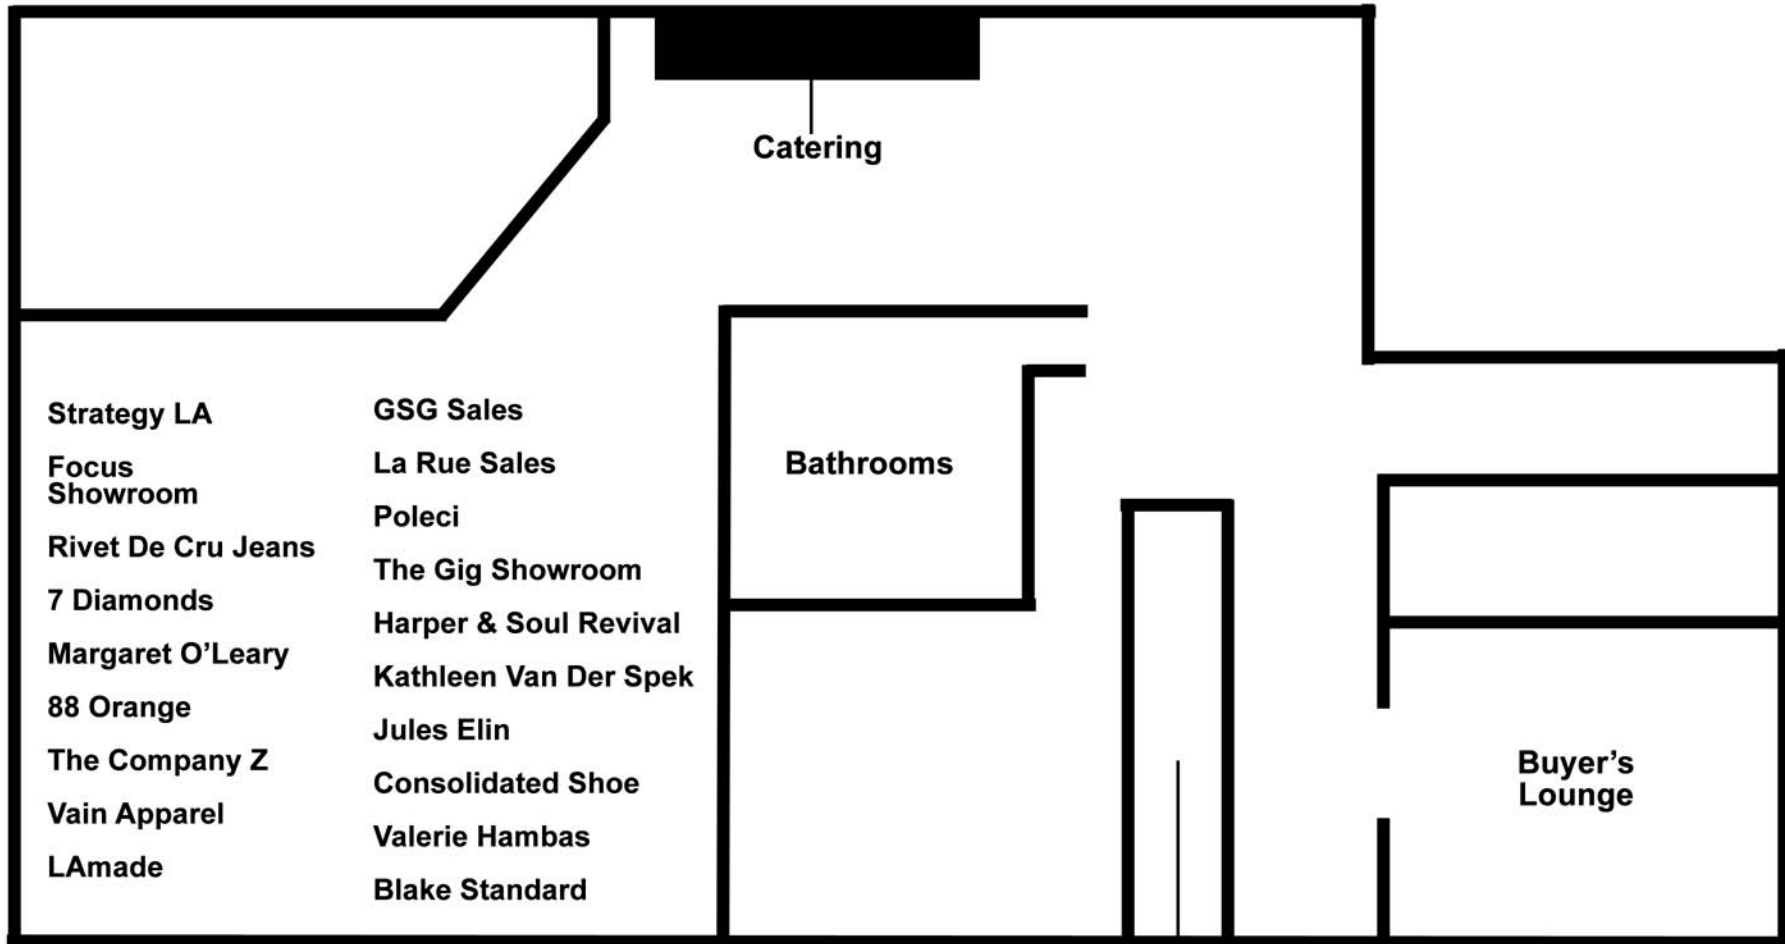 Catering
Strategy LA
Focus
Showroom
Rivet De Cru Jeans
7 Diamonds
Margaret O’Leary
88 Orange
The Company Z
Vain Apparel
LAmade
GSG Sales
La Rue Sales
Poleci
The Gig Showroom
Harper & Soul Revival
Kathleen Van Der Spek
Jules Elin
Consolidated Shoe
Valerie Hambas
Blake Standard
Bathrooms
Buyer’s
Lounge